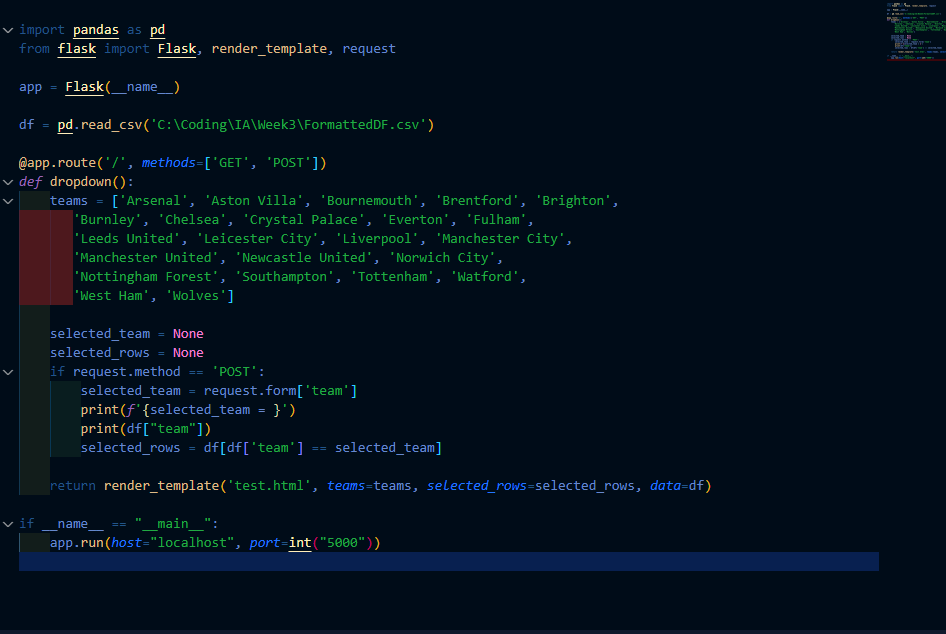 import pandas as pd
from flask import Flask, render_template, request
app = Flask(__name__)
df = pd.read_csv('C:\Coding\IA\Week3\FormattedDF.csv')
@app.route('/', methods=['GET', 'POST'])
def dropdown():
    teams = ['Arsenal', 'Aston Villa', 'Bournemouth', 'Brentford', 'Brighton',
       'Burnley', 'Chelsea', 'Crystal Palace', 'Everton', 'Fulham',
       'Leeds United', 'Leicester City', 'Liverpool', 'Manchester City',
       'Manchester United', 'Newcastle United', 'Norwich City',
       'Nottingham Forest', 'Southampton', 'Tottenham', 'Watford',
       'West Ham', 'Wolves']
    selected_team = None
    selected_rows = None
    if request.method == 'POST':
        selected_team = request.form['team']
        print(f'{selected_team = }')
        print(df["team"])
        selected_rows = df[df['team'] == selected_team]
    return render_template('test.html', teams=teams, selected_rows=selected_rows, data=df)
if __name__ == "__main__":
    app.run(host="localhost", port=int("5000"))